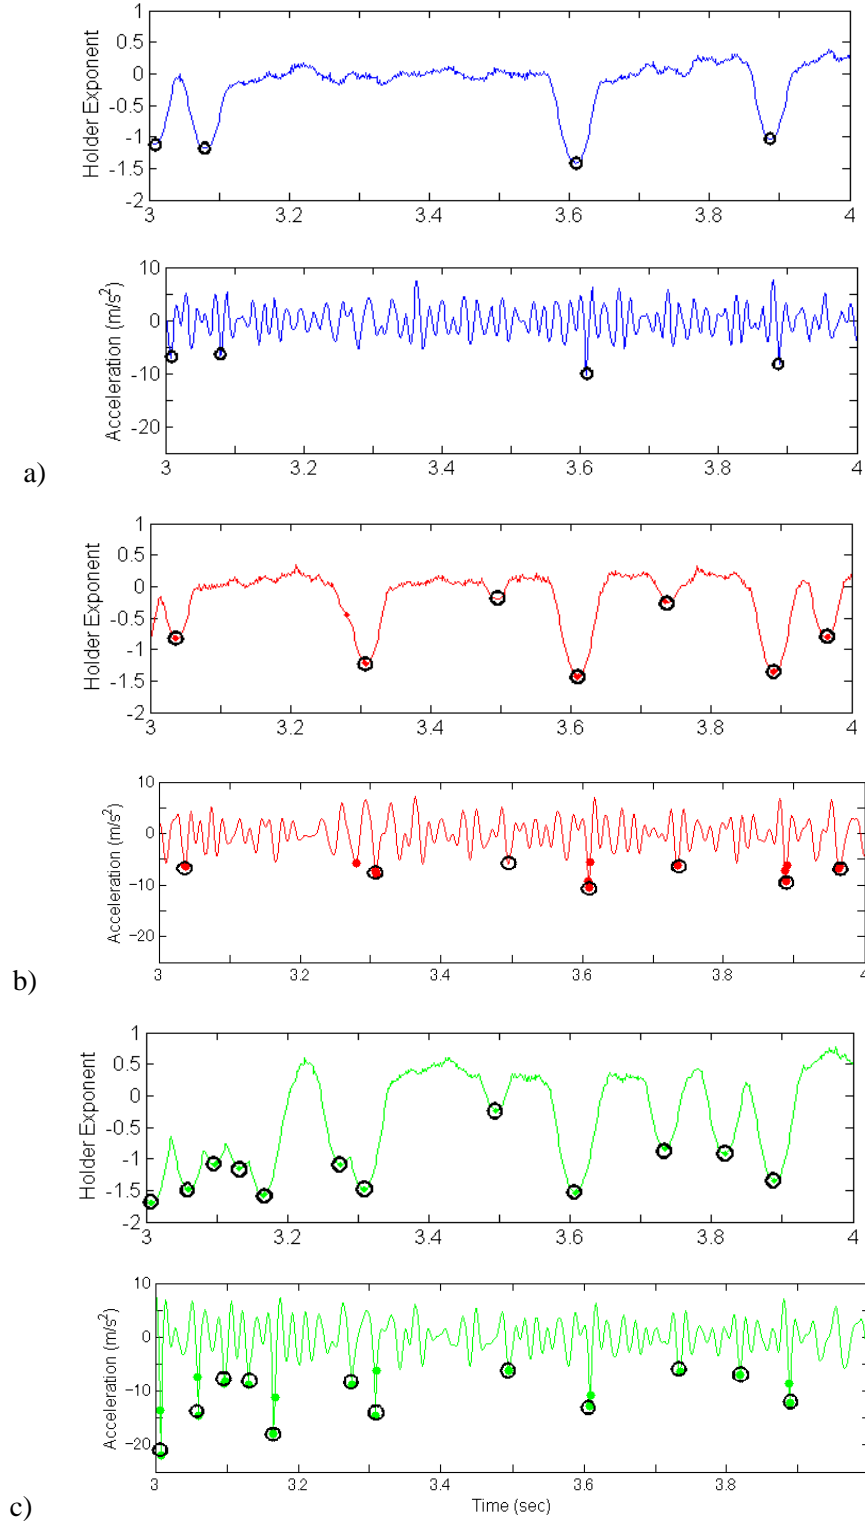 1
0.5
0
-0.5
-1
-1.5
-2
Holder Exponent
3 3.2 3.4 3.6 3.8 4
10
0
-10
-20
Acceleration (m/s²)
3 3.2 3.4 3.6 3.8 4
a)
1
0.5
0
-0.5
-1
-1.5
-2
Holder Exponent
3 3.2 3.4 3.6 3.8 4
10
0
−10
−20
Acceleration (m/s²)
3 3.2 3.4 3.6 3.8 4
b)
1
0.5
0
-0.5
-1
-1.5
-2
Holder Exponent
3 3.2 3.4 3.6 3.8 4
10
0
−10
−20
Acceleration (m/s²)
3 3.2 3.4 3.6 3.8
Time (sec)
c)